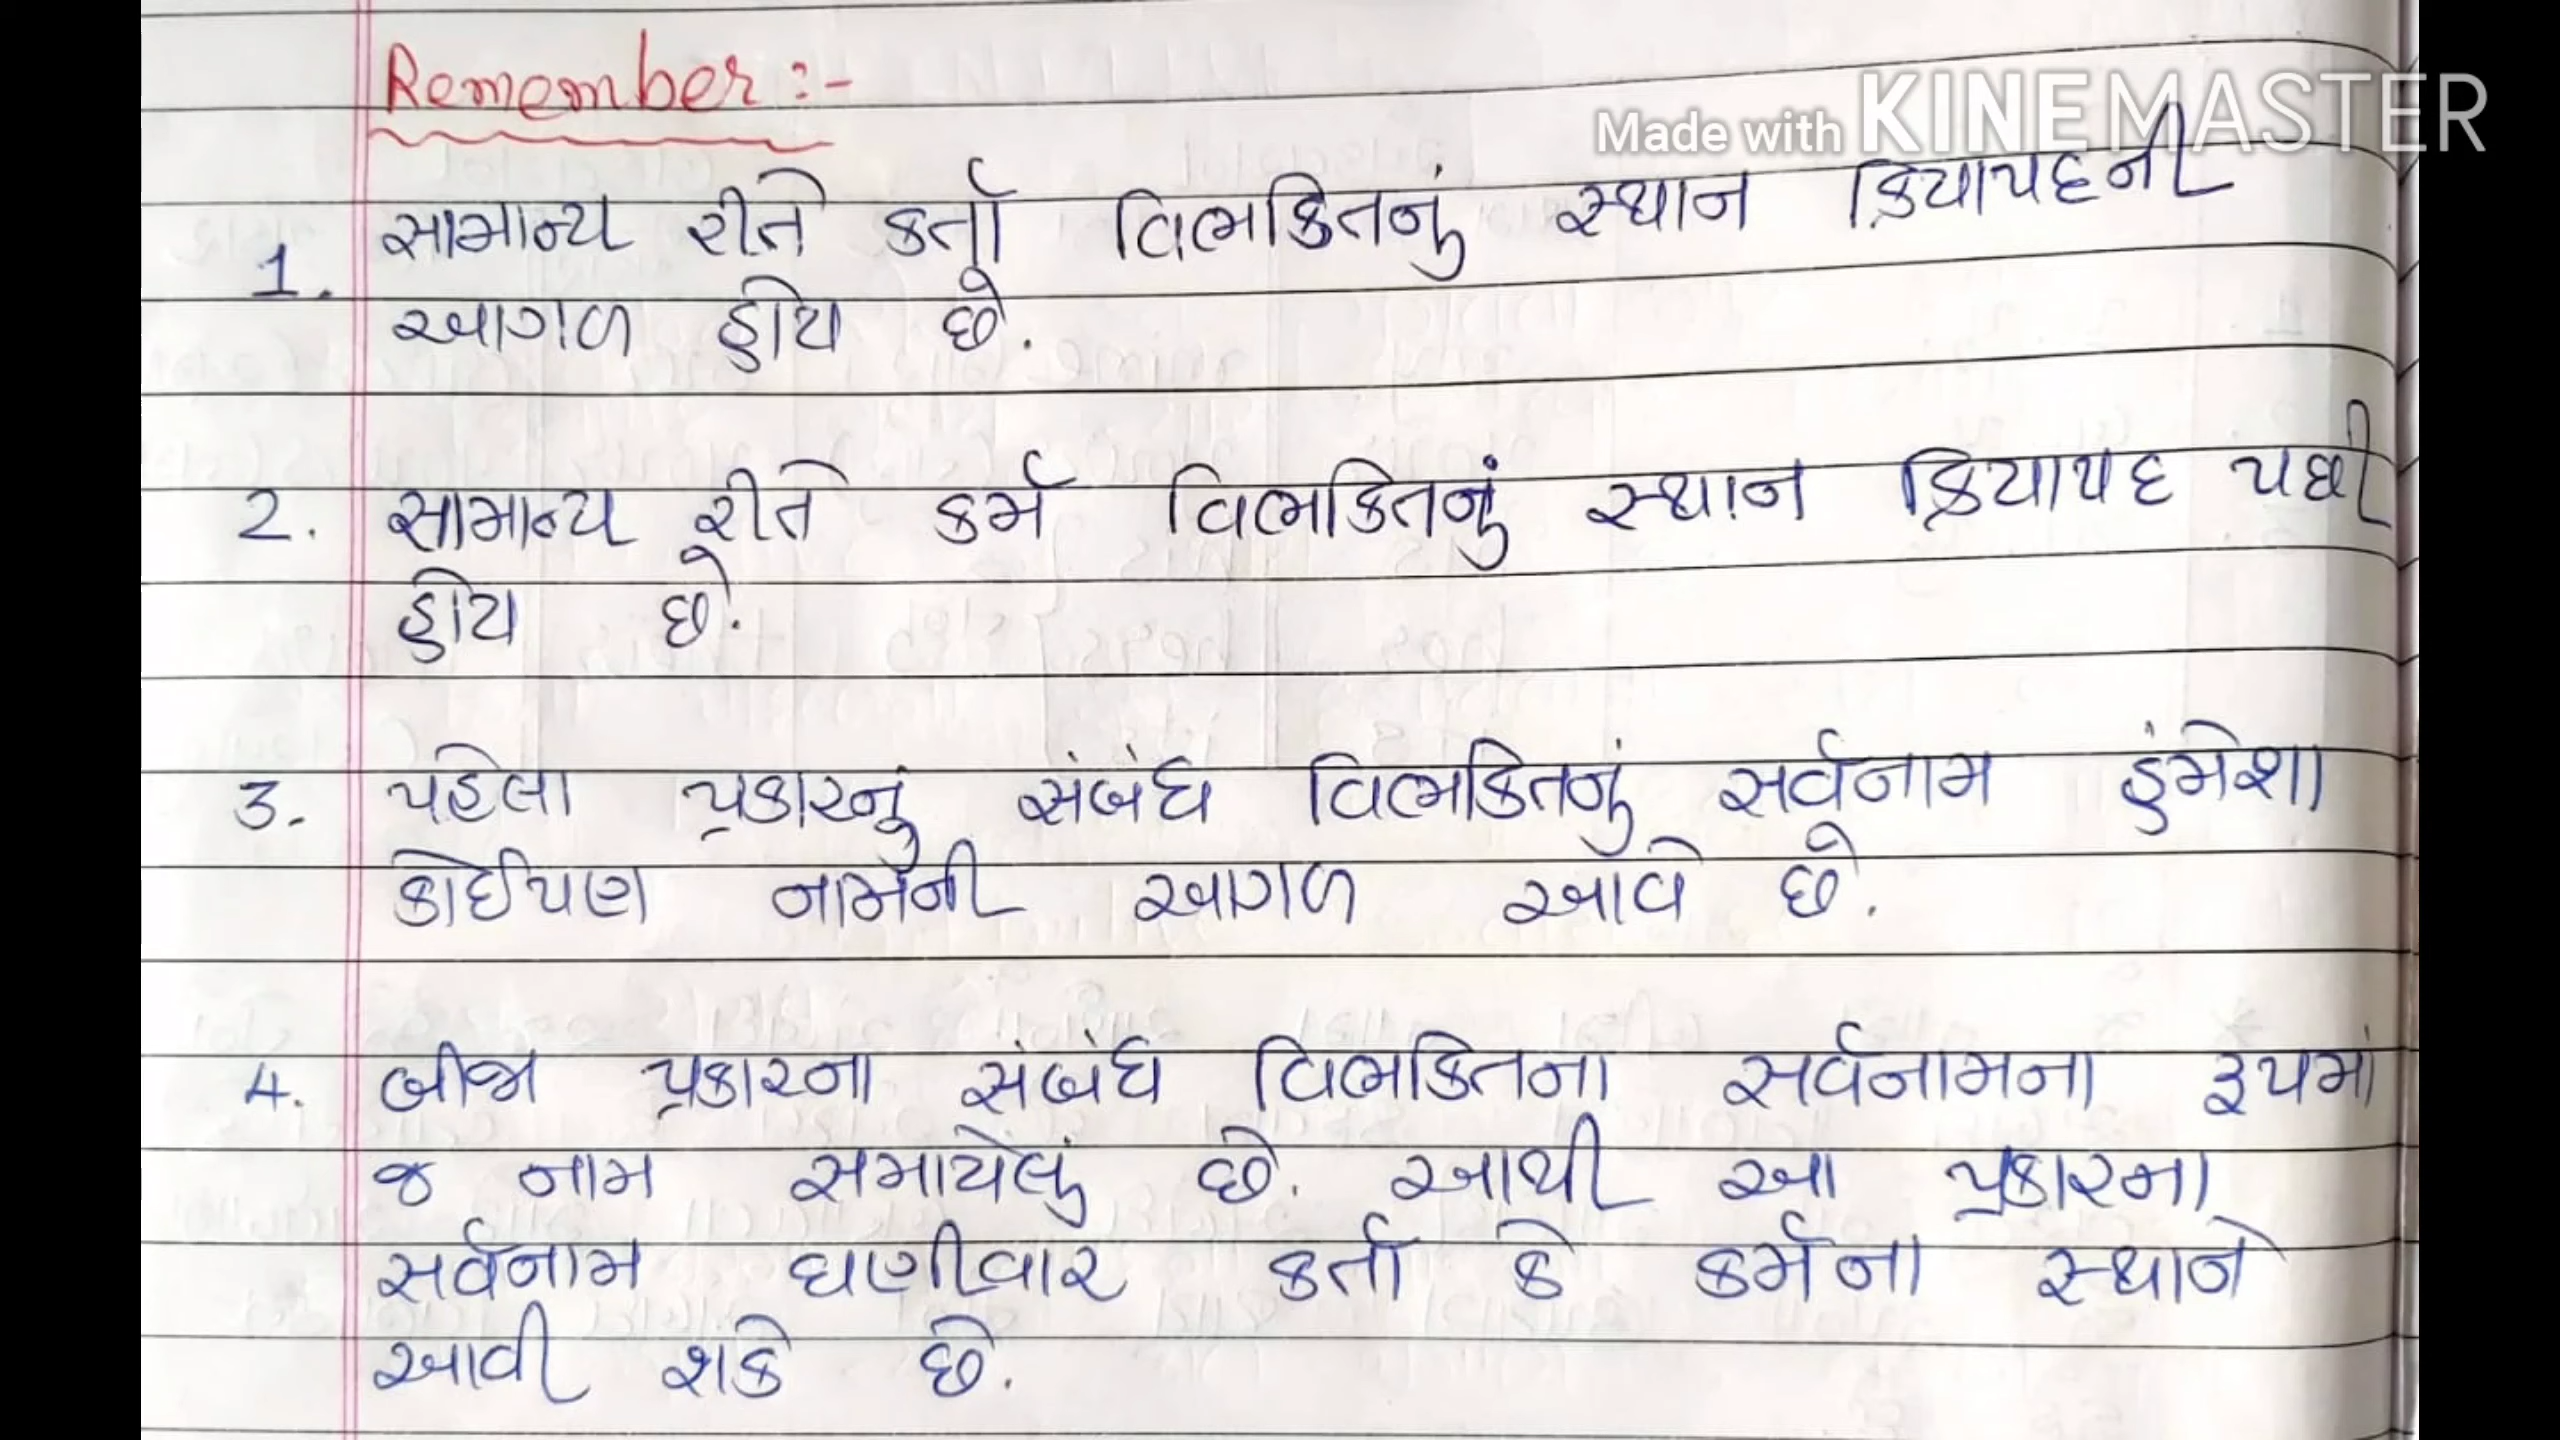 Remember :-
Made with KINEMASTER
1. સામાન્ય રીતે કર્તા વિભક્તિનું સ્થાન ક્રિયાપદની
આગળ હોય છે.
2. સામાન્ય રીતે કર્મ વિભક્તિનું સ્થાન ક્રિયાપદ પછી
હોય છે.
3. પહેલા પ્રકારનું સંબંધ વિભક્તિનું સર્વનામ હંમેશા
કોઈપણ નામની આગળ આવે છે.
4. બીજા પ્રકારના સંબંધ વિભક્તિના સર્વનામના રૂપમાં
જ નામ સમાયેલું છે. આથી આ પ્રકારના
સર્વનામ ઘણીવાર કર્તા કે કર્મના સ્થાને
આવી શકે છે.